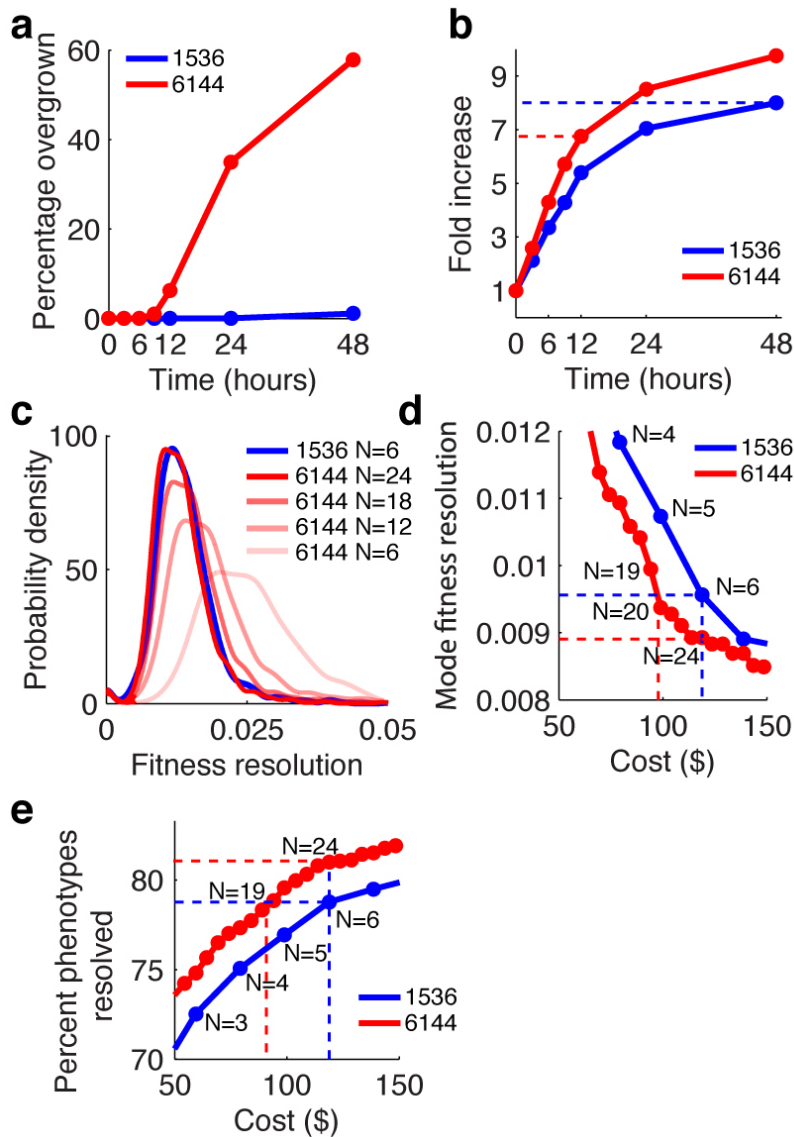 a
60
40
20
0
Percentage overgrown
1536
6144
0 6 12 24 48
Time (hours)
b
9
7
5
3
1
Fold increase
1536
6144
0 6 12 24 48
Time (hours)
c
100
50
0
Probability density
1536 N=6
6144 N=24
6144 N=18
6144 N=12
6144 N=6
0 0.025 0.05
Fitness resolution
d
0.012
0.011
0.01
0.009
0.008
Mode fitness resolution
N=4
1536
6144
N=5
N=19
N=6
N=20
N=24
50 100 150
Cost ($)
e
80
75
70
Percent phenotypes
resolved
N=24
N=19
N=6
N=5
N=4
N=3
1536
6144
50 100 150
Cost ($)